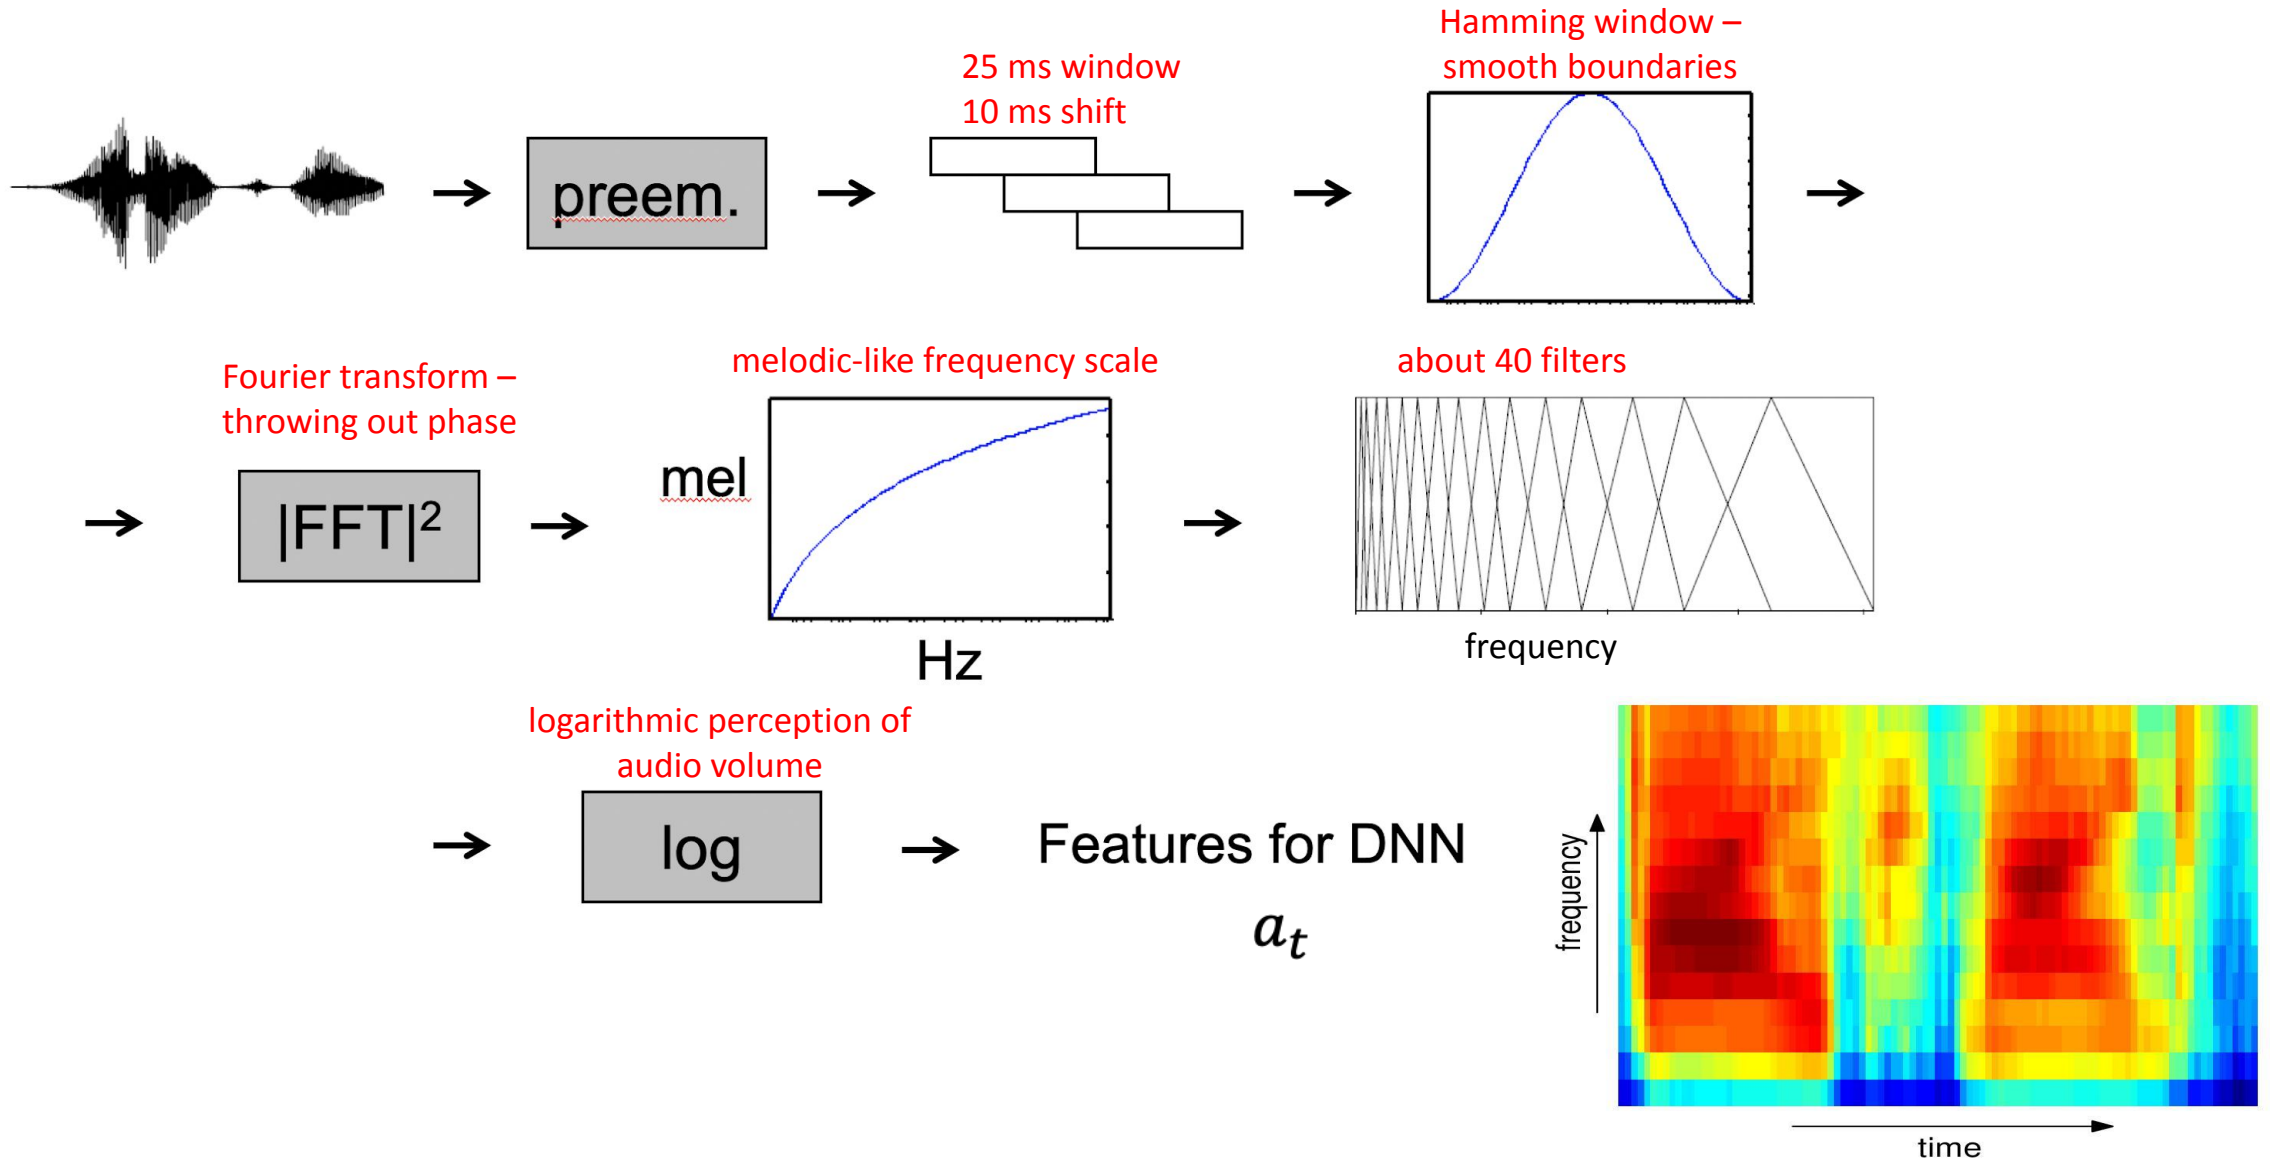 Hamming window –
smooth boundaries
25 ms window
10 ms shift
preem.
Fourier transform –
throwing out phase
|FFT|²
melodic-like frequency scale
mel
Hz
about 40 filters
frequency
logarithmic perception of
audio volume
log
Features for DNN
aₜ
frequency
time